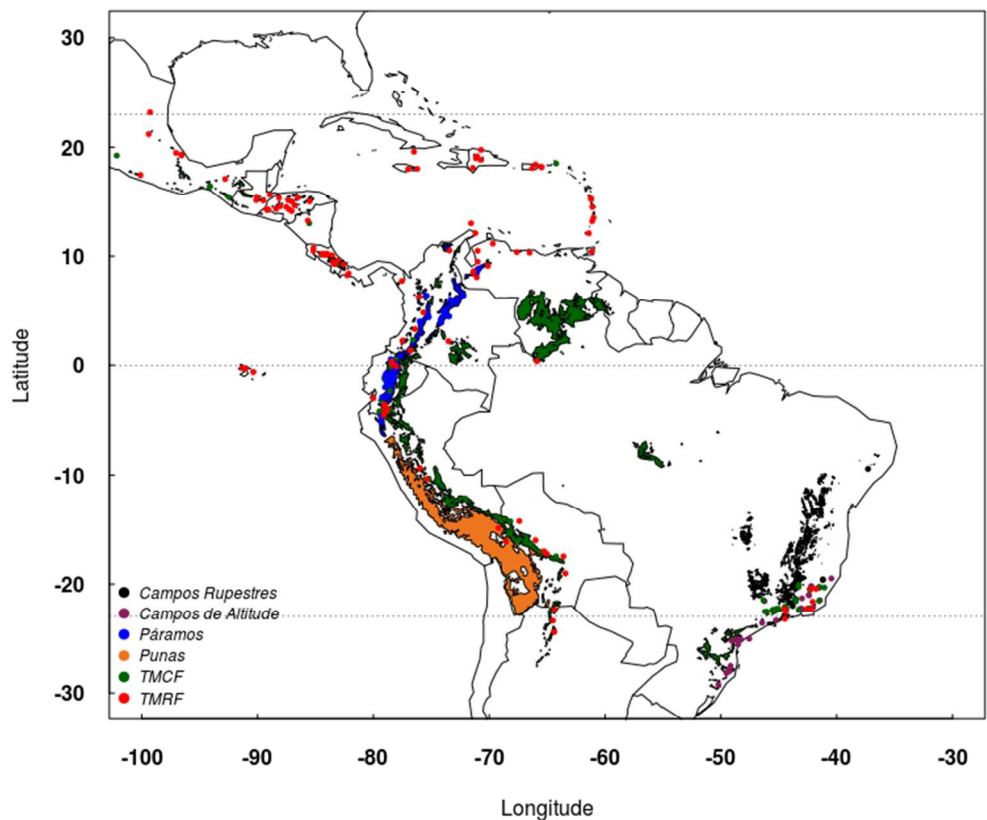 30
20
10
0
-10
-20
-30
Latitude
Campos Rupestres
Campos de Altitude
Páramos
Punas
TMCF
TMRF
-100 -90 -80 -70 -60 -50 -40 -30
Longitude